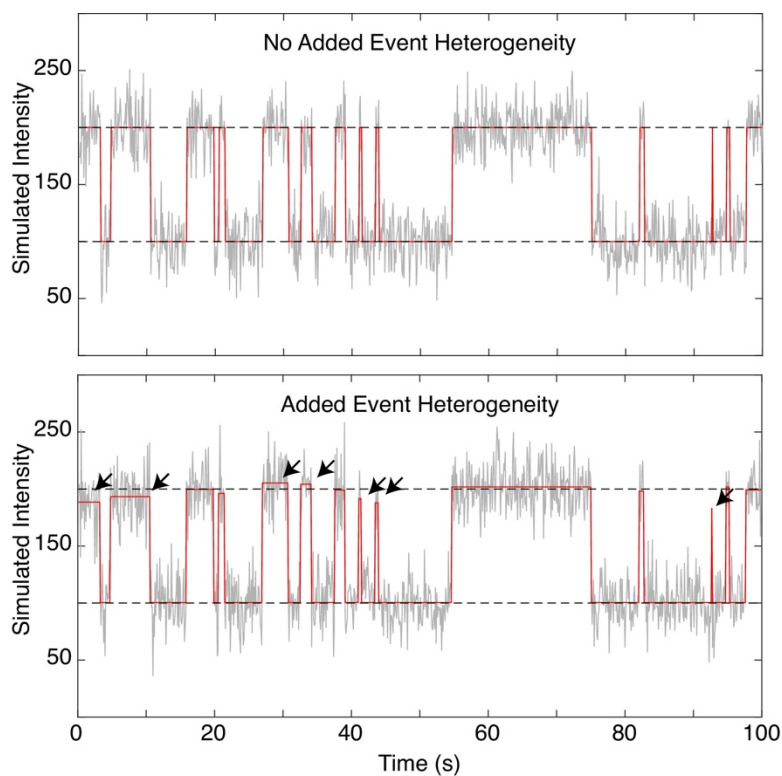 No Added Event Heterogeneity
250
150
50
Simulated Intensity
Added Event Heterogeneity
250
150
50
Simulated Intensity
0 20 40 60 80 100
Time (s)